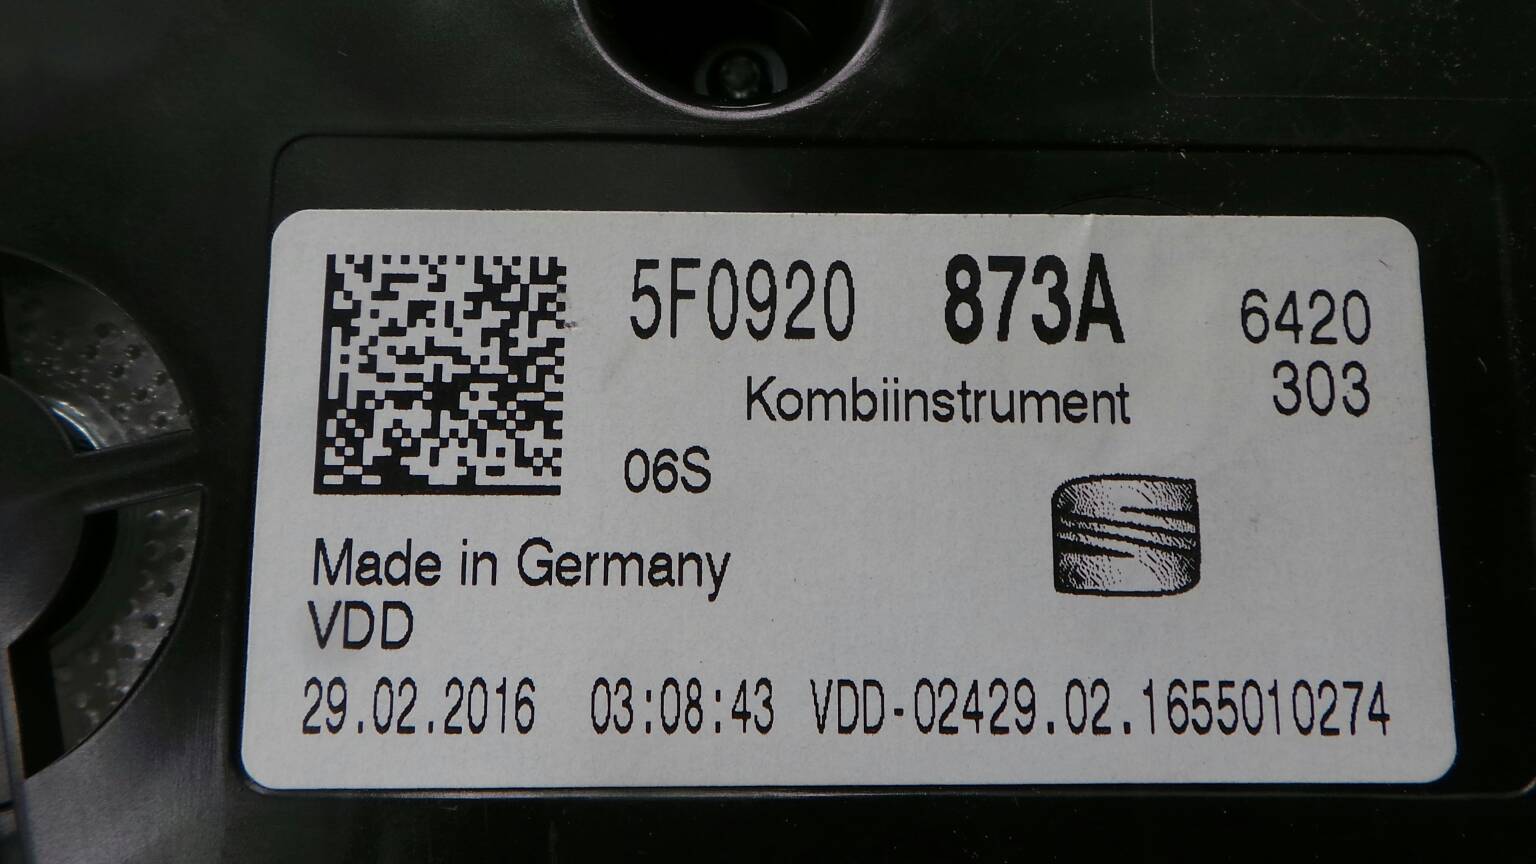 5F0920 873A 6420
303
Kombiinstrument
06S
Made in Germany
VDD
29.02.2016 03:08:43 VDD-02429.02.1655010274